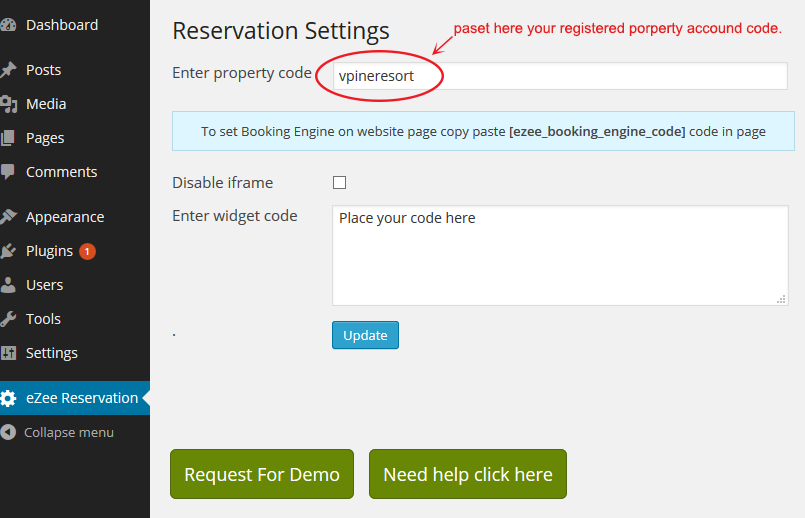 Dashboard
Posts
Media
Pages
Comments
Appearance
Plugins 1
Users
Tools
Settings
eZee Reservation
Collapse menu
Reservation Settings
paset here your registered porperty accound code.
Enter property code vpineresort
To set Booking Engine on website page copy paste [ezee_booking_engine_code] code in page
Disable iframe
Enter widget code Place your code here
.
Update
Request For Demo
Need help click here